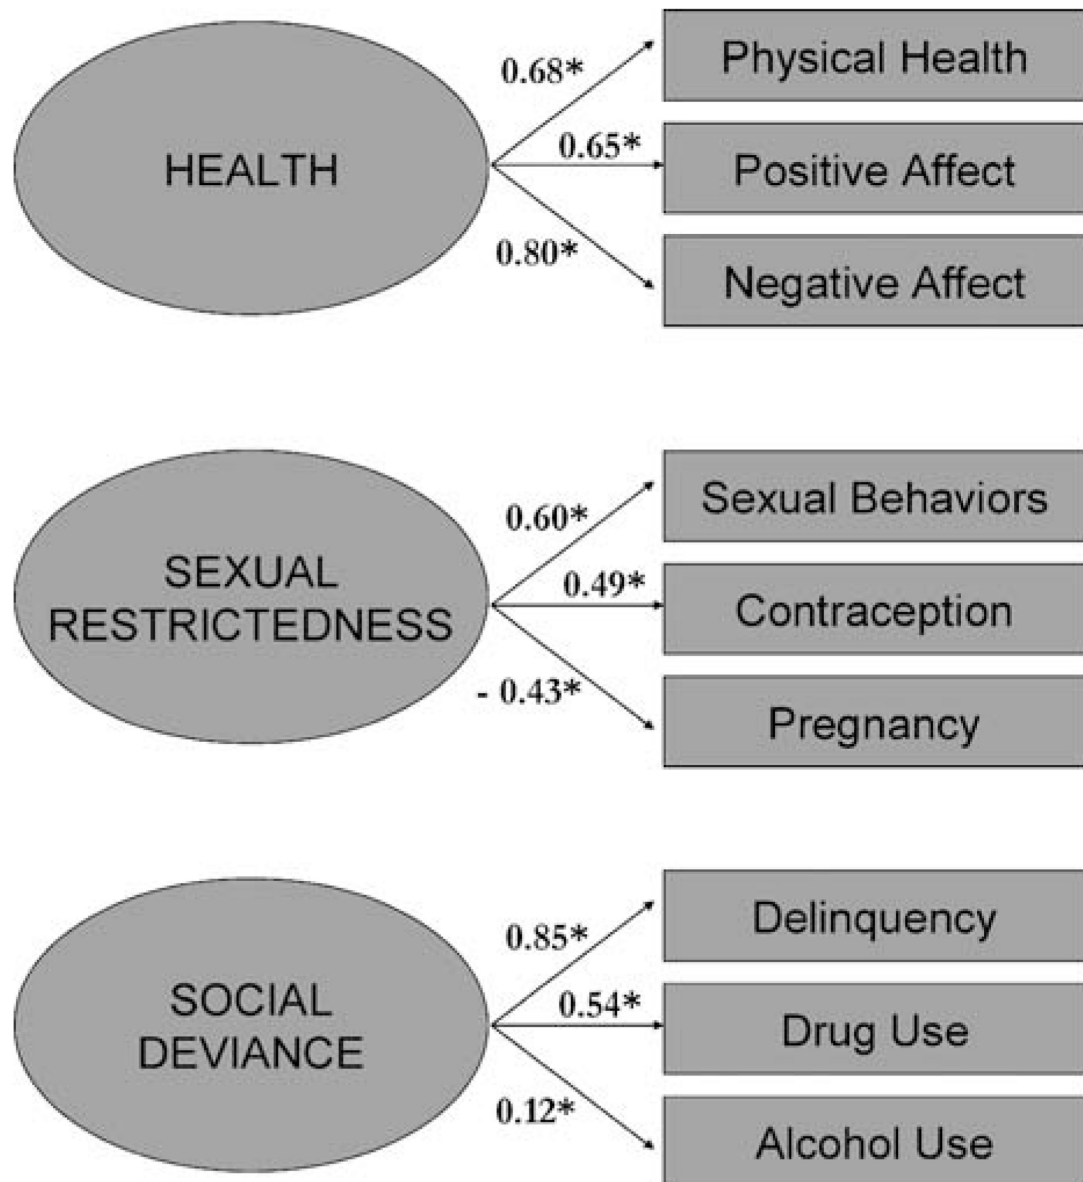 HEALTH
0.68*
Physical Health
0.65*
Positive Affect
0.80*
Negative Affect
SEXUAL
RESTRICTEDNESS
0.60*
Sexual Behaviors
0.49*
Contraception
- 0.43*
Pregnancy
SOCIAL
DEVIANCE
0.85*
Delinquency
0.54*
Drug Use
0.12*
Alcohol Use